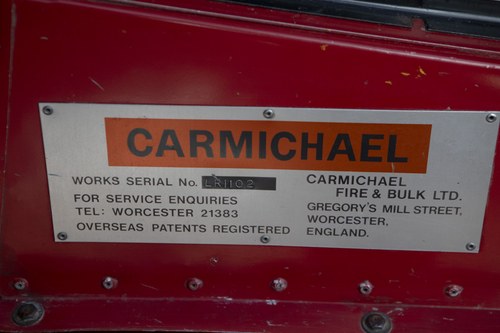 CARMICHAEL
WORKS SERIAL No. LR1102
FOR SERVICE ENQUIRIES
TEL: WORCESTER 21383
OVERSEAS PATENTS REGISTERED
CARMICHAEL
FIRE & BULK LTD.
GREGORY'S MILL STREET,
WORCESTER,
ENGLAND.